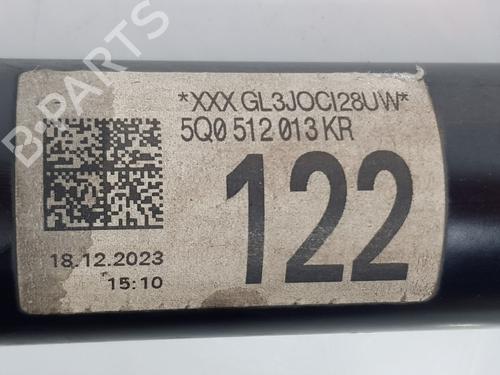 *XXX GL3JOCI28UW*
5Q0 512 013 KR
122
18.12.2023
15:10
B-PARTS